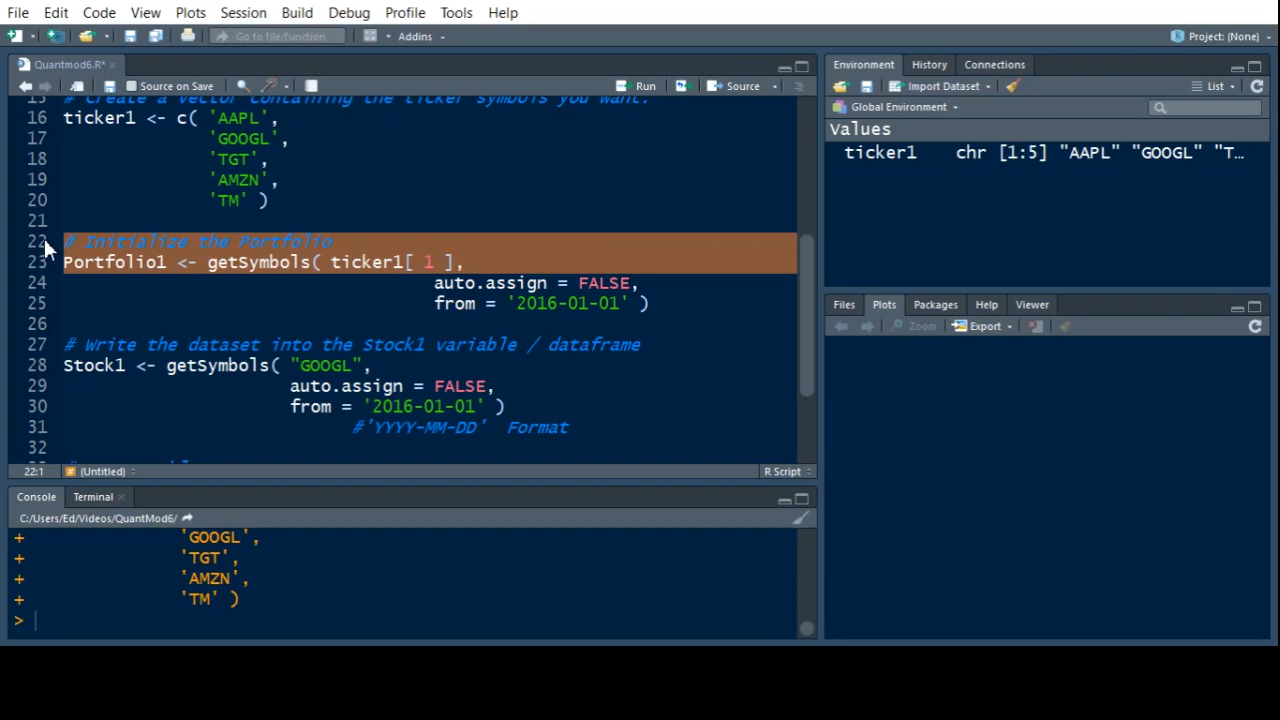 File Edit Code View Plots Session Build Debug Profile Tools Help
Go to file/function Addins Project: (None)
Quantmod6.R*
Source on Save Run Source
15 # Create a vector containing the ticker symbols you want.
16 ticker1 <- c( 'AAPL',
17 'GOOGL',
18 'TGT',
19 'AMZN',
20 'TM' )
21
22 # Initialize the Portfolio
23 Portfolio1 <- getSymbols( ticker1[ 1 ],
24 auto.assign = FALSE,
25 from = '2016-01-01' )
26
27 # Write the dataset into the Stock1 variable / dataframe
28 Stock1 <- getSymbols( "GOOGL",
29 auto.assign = FALSE,
30 from = '2016-01-01' )
31 #'YYYY-MM-DD' Format
32
22:1 # (Untitled) R Script
Console Terminal
C:/Users/Ed/Videos/QuantMod6/
+ 'GOOGL',
+ 'TGT',
+ 'AMZN',
+ 'TM' )
>
Environment History Connections
Import Dataset List
Global Environment
Values
ticker1 chr [1:5] "AAPL" "GOOGL" "T…
Files Plots Packages Help Viewer
Zoom Export